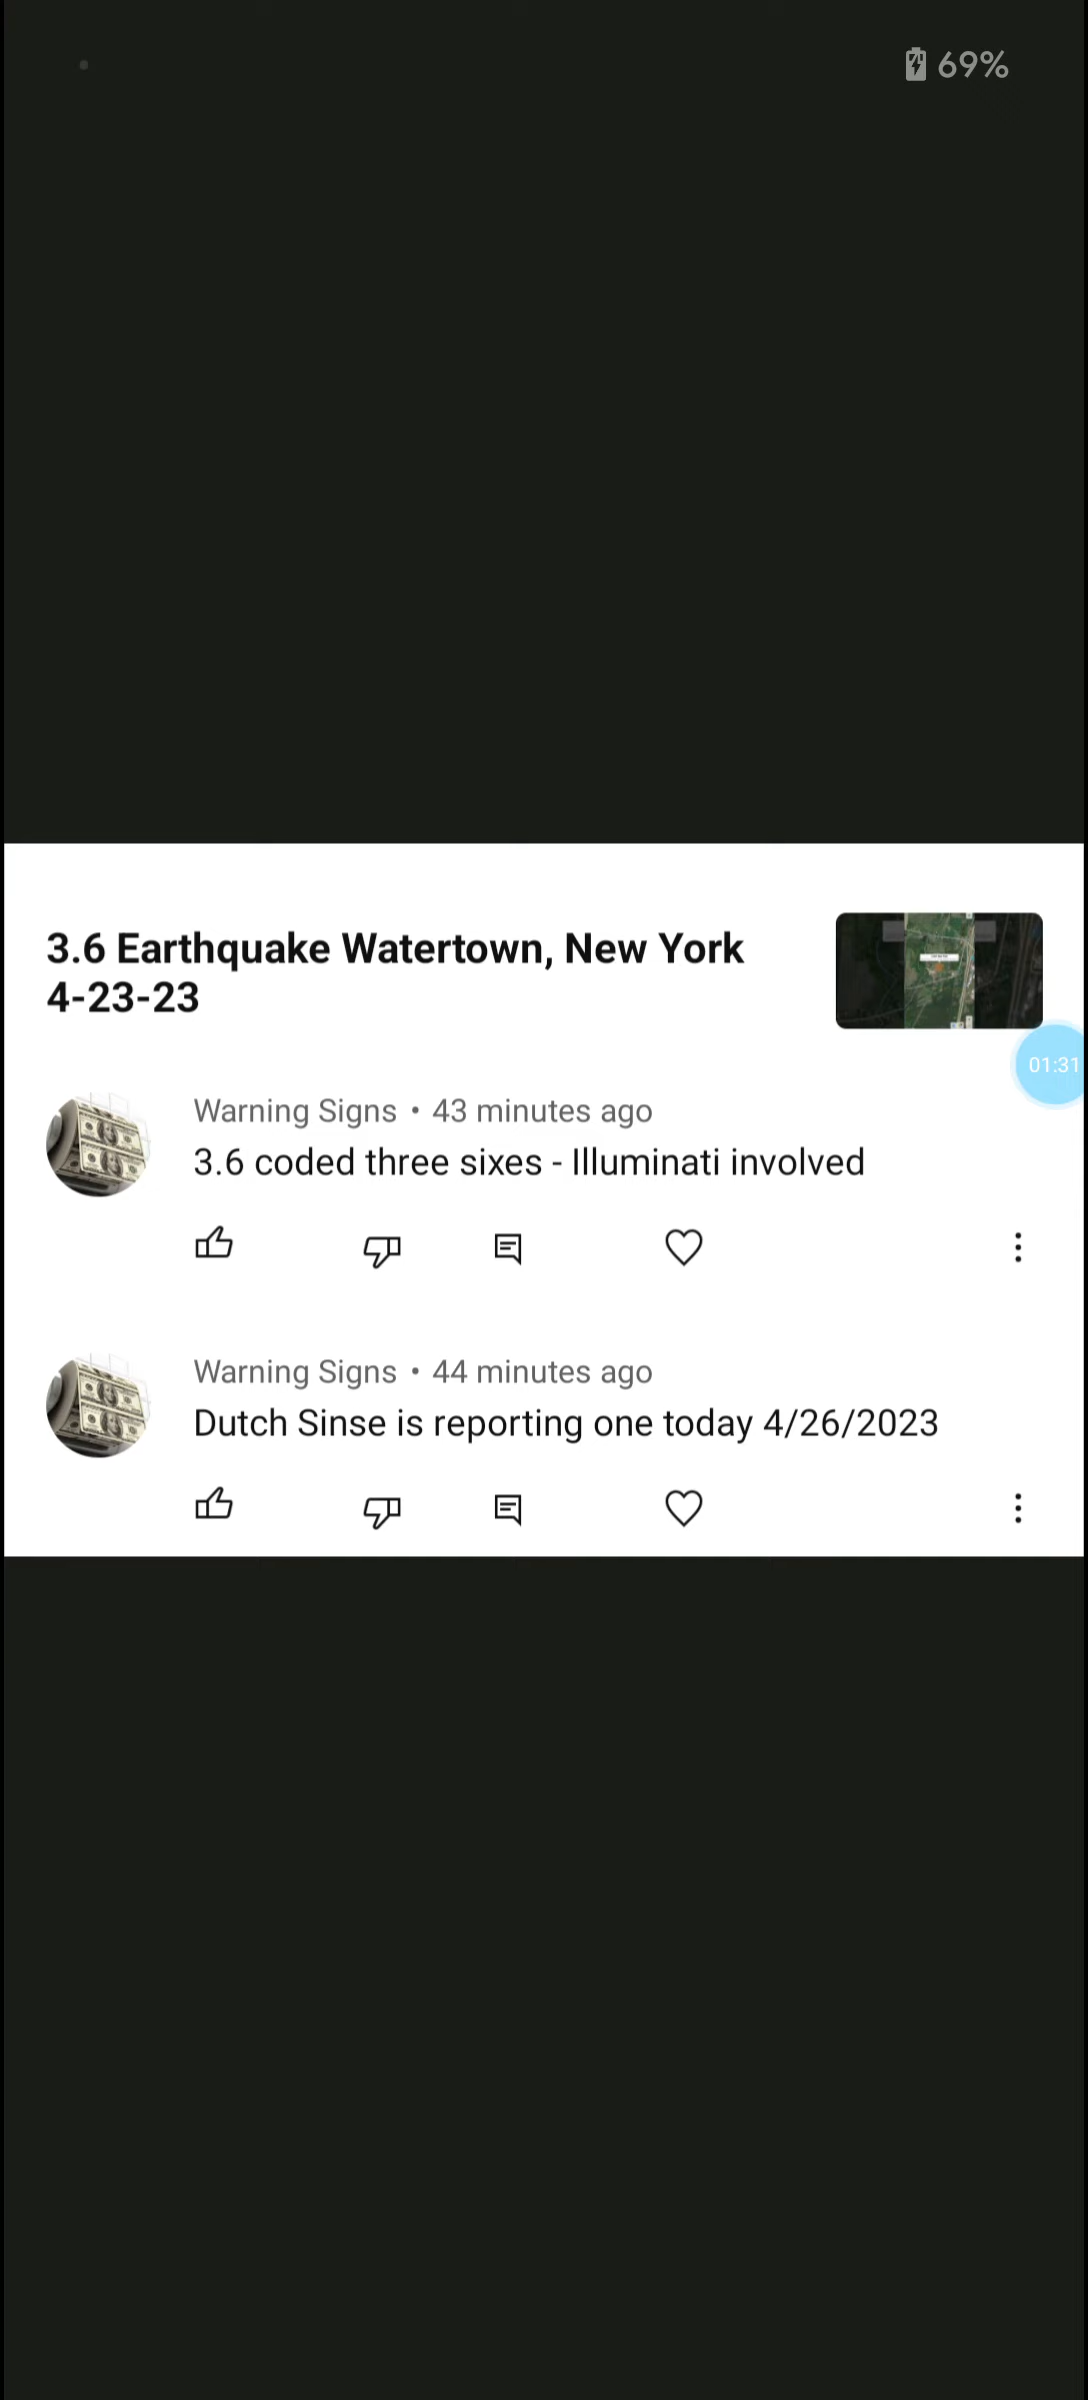 69%
3.6 Earthquake Watertown, New York
4-23-23
01:31
Warning Signs • 43 minutes ago
3.6 coded three sixes - Illuminati involved
Warning Signs • 44 minutes ago
Dutch Sinse is reporting one today 4/26/2023